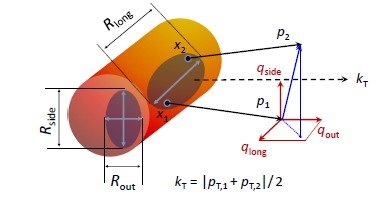 R_long
p_2
x_2
q_side
k_T
R_side
p_1
x_1
q_out
q_long
R_out
k_T = |p_T,1 + p_T,2| / 2